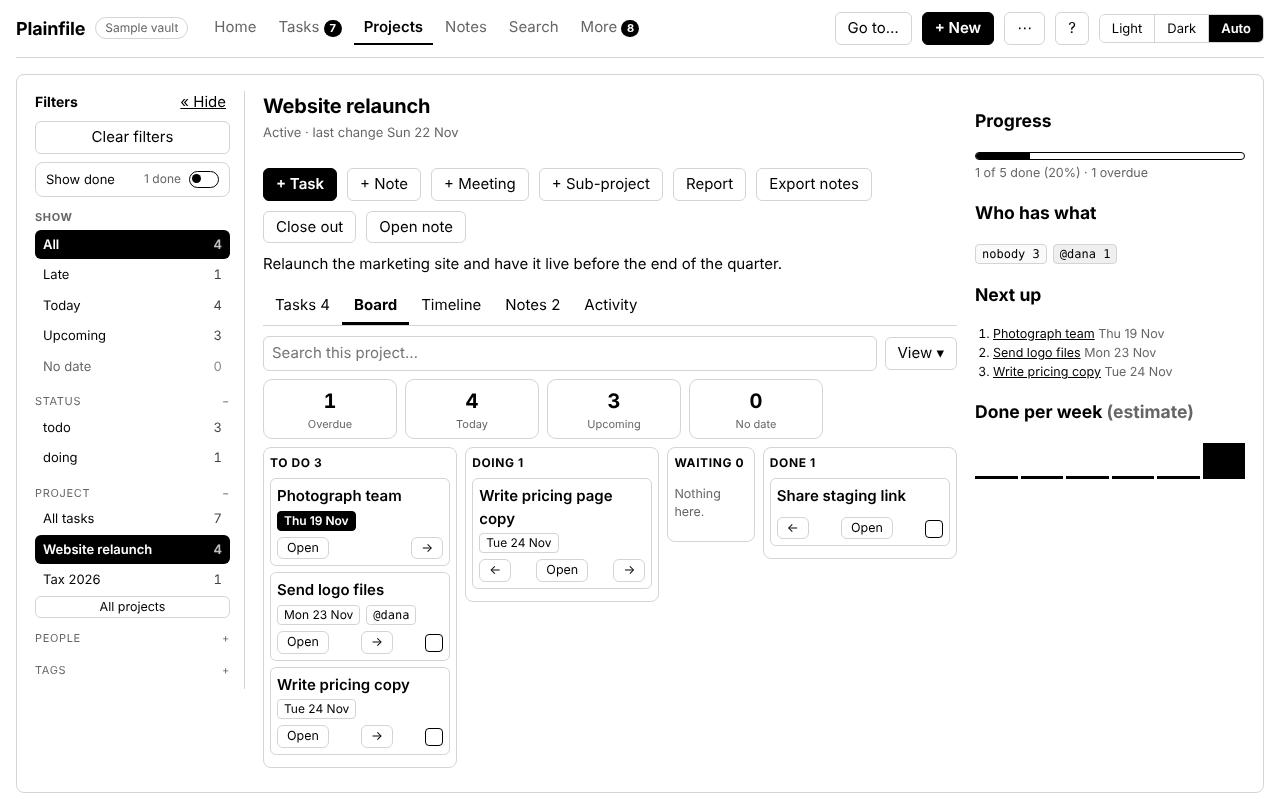 Plainfile Sample vault Home Tasks 7 Projects Notes Search More 8 Go to... + New ··· ? Light Dark Auto
Filters « Hide
Clear filters
Show done 1 done
SHOW
All 4
Late 1
Today 4
Upcoming 3
No date 0
STATUS −
todo 3
doing 1
PROJECT −
All tasks 7
Website relaunch 4
Tax 2026 1
All projects
PEOPLE +
TAGS +
Website relaunch
Active · last change Sun 22 Nov
+ Task + Note + Meeting + Sub-project Report Export notes
Close out Open note
Relaunch the marketing site and have it live before the end of the quarter.
Tasks 4 Board Timeline Notes 2 Activity
Search this project... View ▾
1 4 3 0
Overdue Today Upcoming No date
TO DO 3
Photograph team
Thu 19 Nov
Open →
Send logo files
Mon 23 Nov @dana
Open →
Write pricing copy
Tue 24 Nov
Open →
DOING 1
Write pricing page
copy
Tue 24 Nov
← Open →
WAITING 0
Nothing
here.
DONE 1
Share staging link
← Open
Progress
1 of 5 done (20%) · 1 overdue
Who has what
nobody 3 @dana 1
Next up
1. Photograph team Thu 19 Nov
2. Send logo files Mon 23 Nov
3. Write pricing copy Tue 24 Nov
Done per week (estimate)